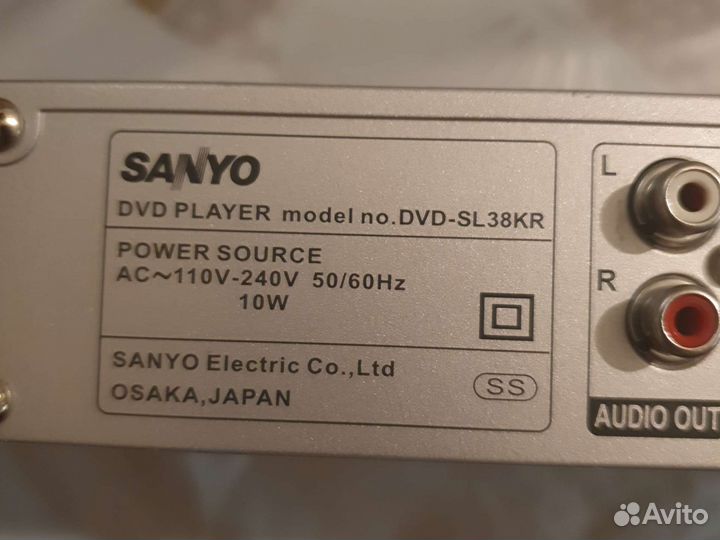 SANYO
DVD PLAYER model no.DVD-SL38KR
POWER SOURCE
AC～110V-240V 50/60Hz
10W
SANYO Electric Co.,Ltd
OSAKA,JAPAN
SS
L
R
AUDIO OUT
Avito